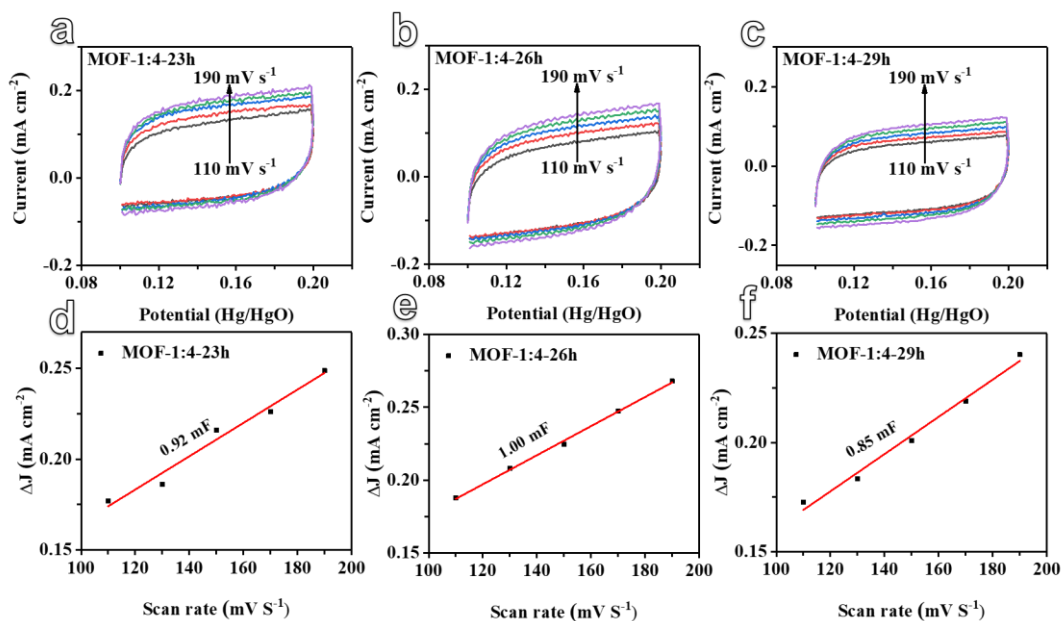 a
MOF-1:4-23h
190 mV s-1
110 mV s-1
Current (mA cm-2)
0.2
0.0
-0.2
0.08 0.12 0.16 0.20
Potential (Hg/HgO)
b
MOF-1:4-26h
190 mV s-1
110 mV s-1
Current (mA cm-2)
0.2
0.0
-0.2
0.08 0.12 0.16 0.20
Potential (Hg/HgO)
c
MOF-1:4-29h
190 mV s-1
110 mV s-1
Current (mA cm-2)
0.2
0.0
-0.2
0.08 0.12 0.16 0.20
Potential (Hg/HgO)
d
MOF-1:4-23h
0.92 mF
ΔJ (mA cm-2)
0.25
0.20
0.15
100 120 140 160 180 200
Scan rate (mV S-1)
e
MOF-1:4-26h
1.00 mF
ΔJ (mA cm-2)
0.30
0.25
0.20
0.15
100 120 140 160 180 200
Scan rate (mV S-1)
f
MOF-1:4-29h
0.85 mF
ΔJ (mA cm-2)
0.25
0.20
0.15
100 120 140 160 180 200
Scan rate (mV S-1)